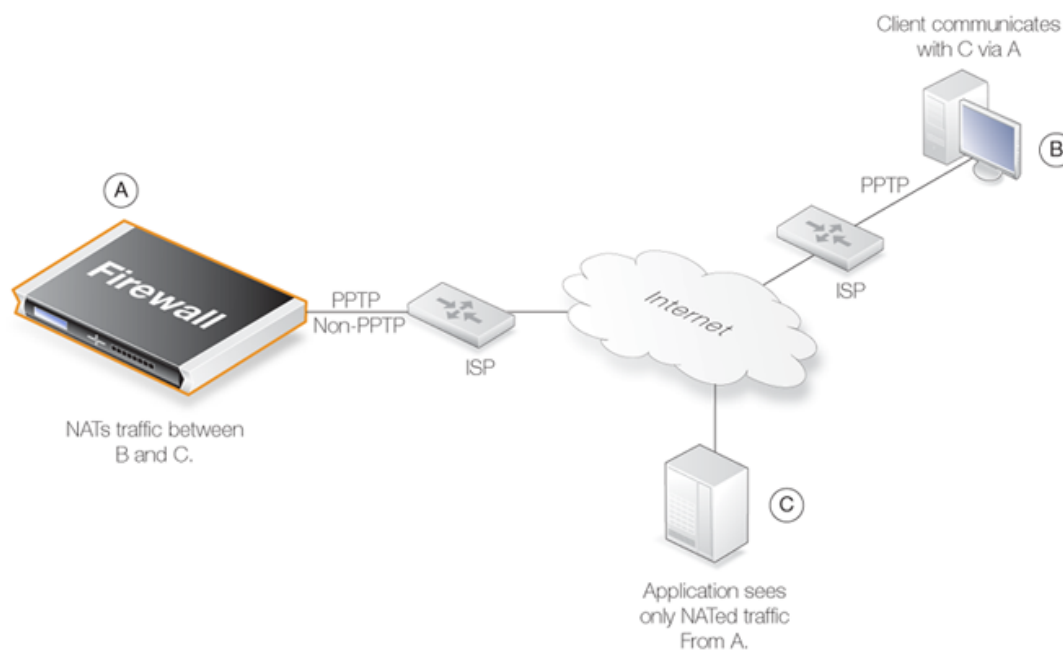 Client communicates
with C via A
B
PPTP
A
ISP
Firewall
PPTP
Non-PPTP
Internet
ISP
NATs traffic between
B and C.
C
Application sees
only NATed traffic
From A.